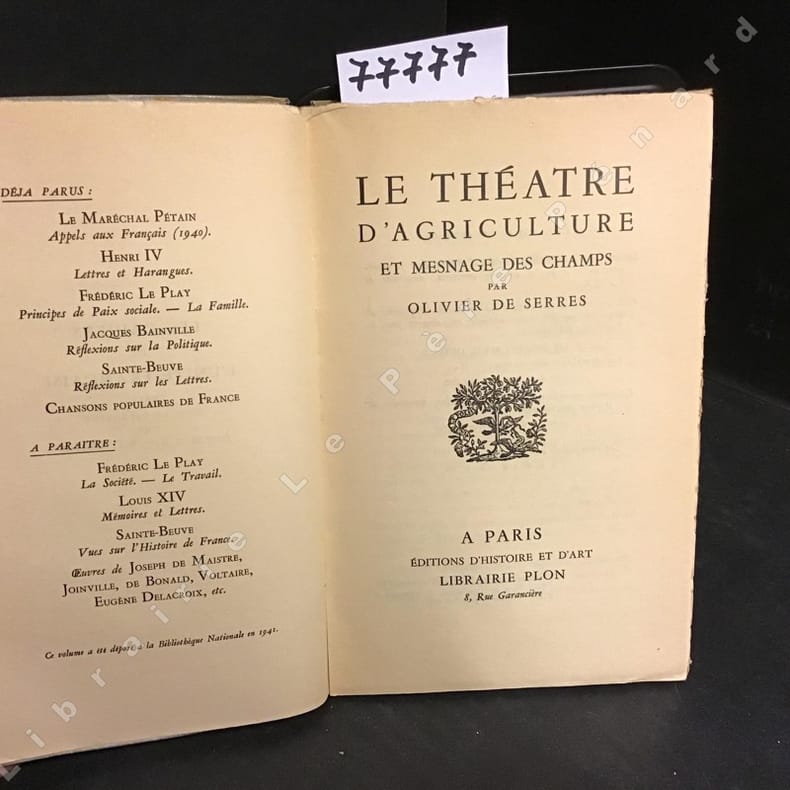 77777
DÉJA PARUS :
LE MARÉCHAL PÉTAIN
Appels aux Français (1940).
HENRI IV
Lettres et Harangues.
FRÉDÉRIC LE PLAY
Principes de Paix sociale. — La Famille.
JACQUES BAINVILLE
Réflexions sur la Politique.
SAINTE-BEUVE
Réflexions sur les Lettres.
CHANSONS POPULAIRES DE FRANCE
A PARAITRE :
FRÉDÉRIC LE PLAY
La Société. — Le Travail.
LOUIS XIV
Mémoires et Lettres.
SAINTE-BEUVE
Vues sur l'Histoire de France.
Œuvres de JOSEPH DE MAISTRE,
JOINVILLE, DE BONALD, VOLTAIRE,
EUGÈNE DELACROIX, etc.
Ce volume a été déposé à la Bibliothèque Nationale en 1941.
LE THÉATRE
D'AGRICULTURE
ET MESNAGE DES CHAMPS
PAR
OLIVIER DE SERRES
A PARIS
ÉDITIONS D'HISTOIRE ET D'ART
LIBRAIRIE PLON
8, Rue Garancière
Librairie Le Père Pénard